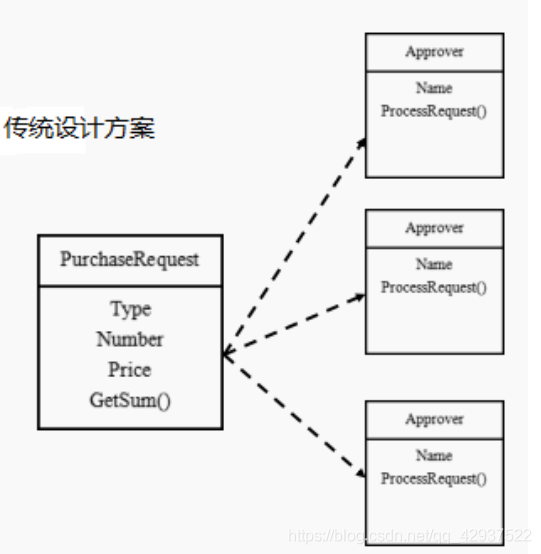 传统设计方案
PurchaseRequest
Type
Number
Price
GetSum()
Approver
Name
ProcessRequest()
Approver
Name
ProcessRequest()
Approver
Name
ProcessRequest()
https://blog.csdn.net/qq_42937522